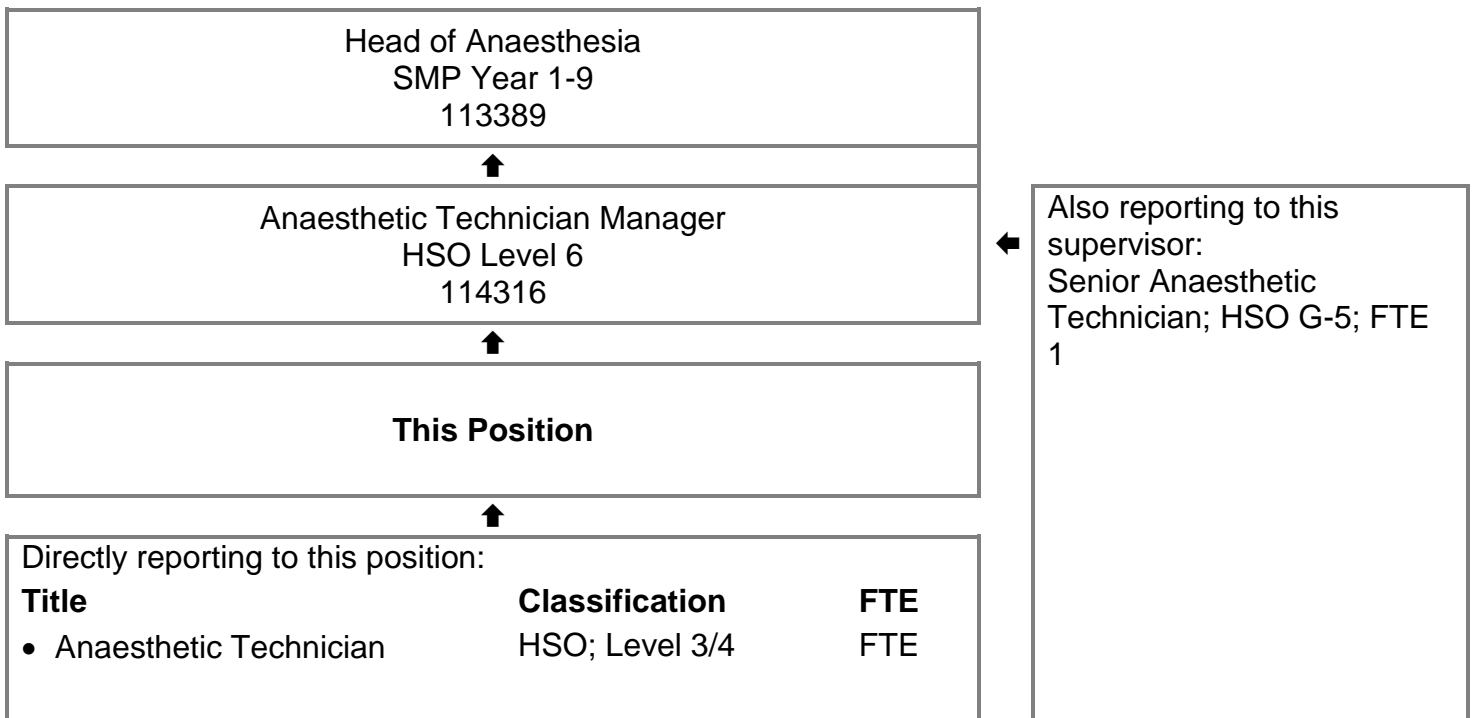 Head of Anaesthesia
SMP Year 1-9
113389
Anaesthetic Technician Manager
HSO Level 6
114316
Also reporting to this
supervisor:
Senior Anaesthetic
Technician; HSO G-5; FTE
1
This Position
Directly reporting to this position:
Title Classification FTE
• Anaesthetic Technician HSO; Level 3/4 FTE